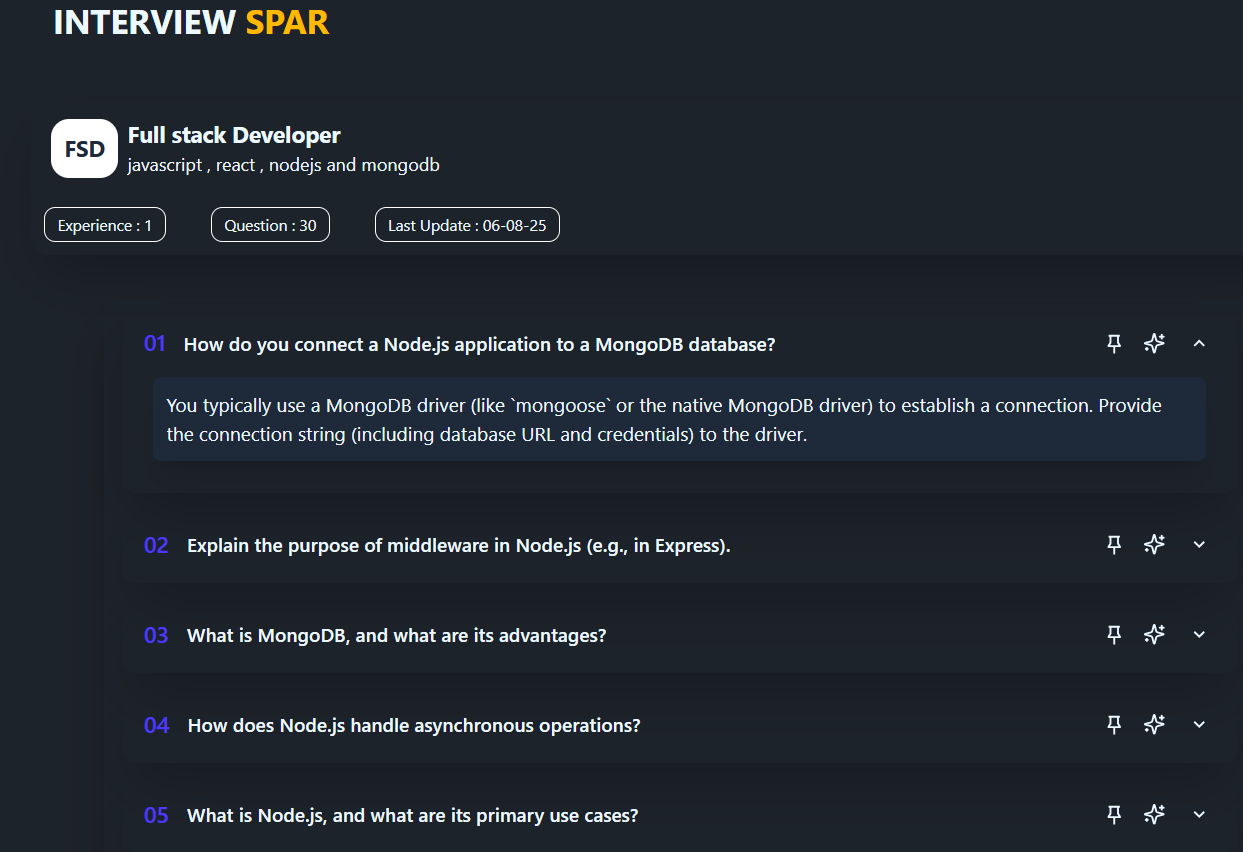 INTERVIEW SPAR
FSD
Full stack Developer
javascript , react , nodejs and mongodb
Experience : 1
Question : 30
Last Update : 06-08-25
01 How do you connect a Node.js application to a MongoDB database?
You typically use a MongoDB driver (like `mongoose` or the native MongoDB driver) to establish a connection. Provide
the connection string (including database URL and credentials) to the driver.
02 Explain the purpose of middleware in Node.js (e.g., in Express).
03 What is MongoDB, and what are its advantages?
04 How does Node.js handle asynchronous operations?
05 What is Node.js, and what are its primary use cases?